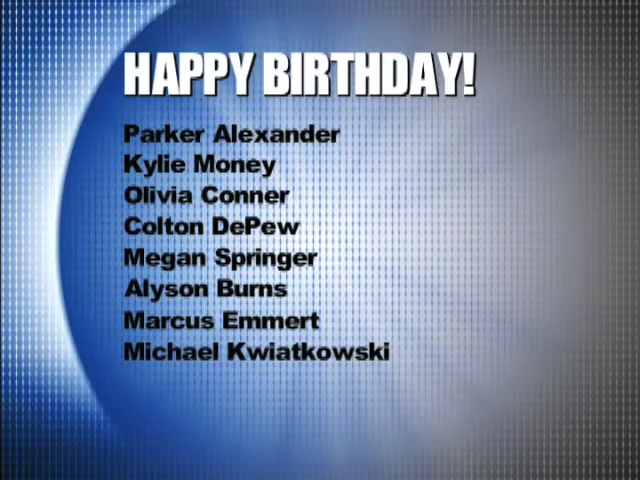 HAPPY BIRTHDAY!
Parker Alexander
Kylie Money
Olivia Conner
Colton DePew
Megan Springer
Alyson Burns
Marcus Emmert
Michael Kwiatkowski